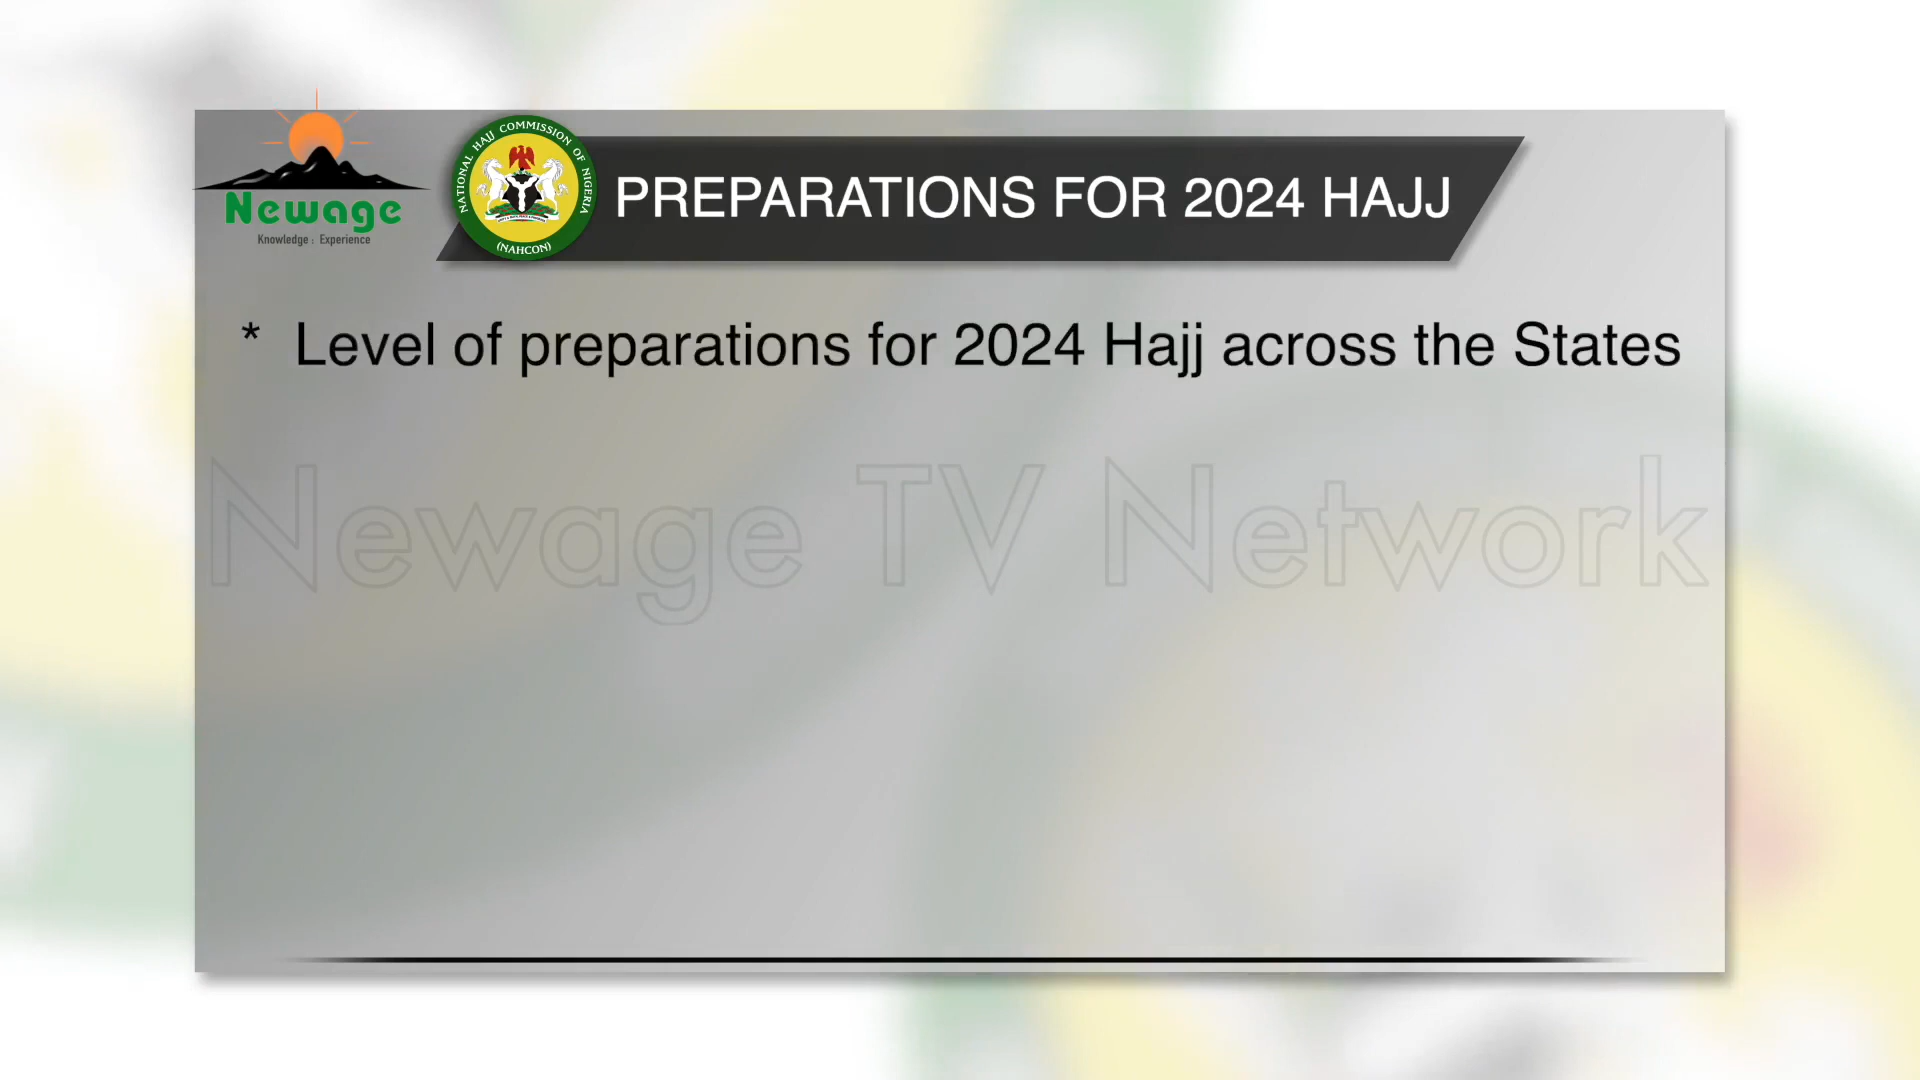 NATIONAL HAJJ COMMISSION OF NIGERIA
(NAHCON)
PREPARATIONS FOR 2024 HAJJ
Newage
Knowledge : Experience
* Level of preparations for 2024 Hajj across the States
Newage TV Network